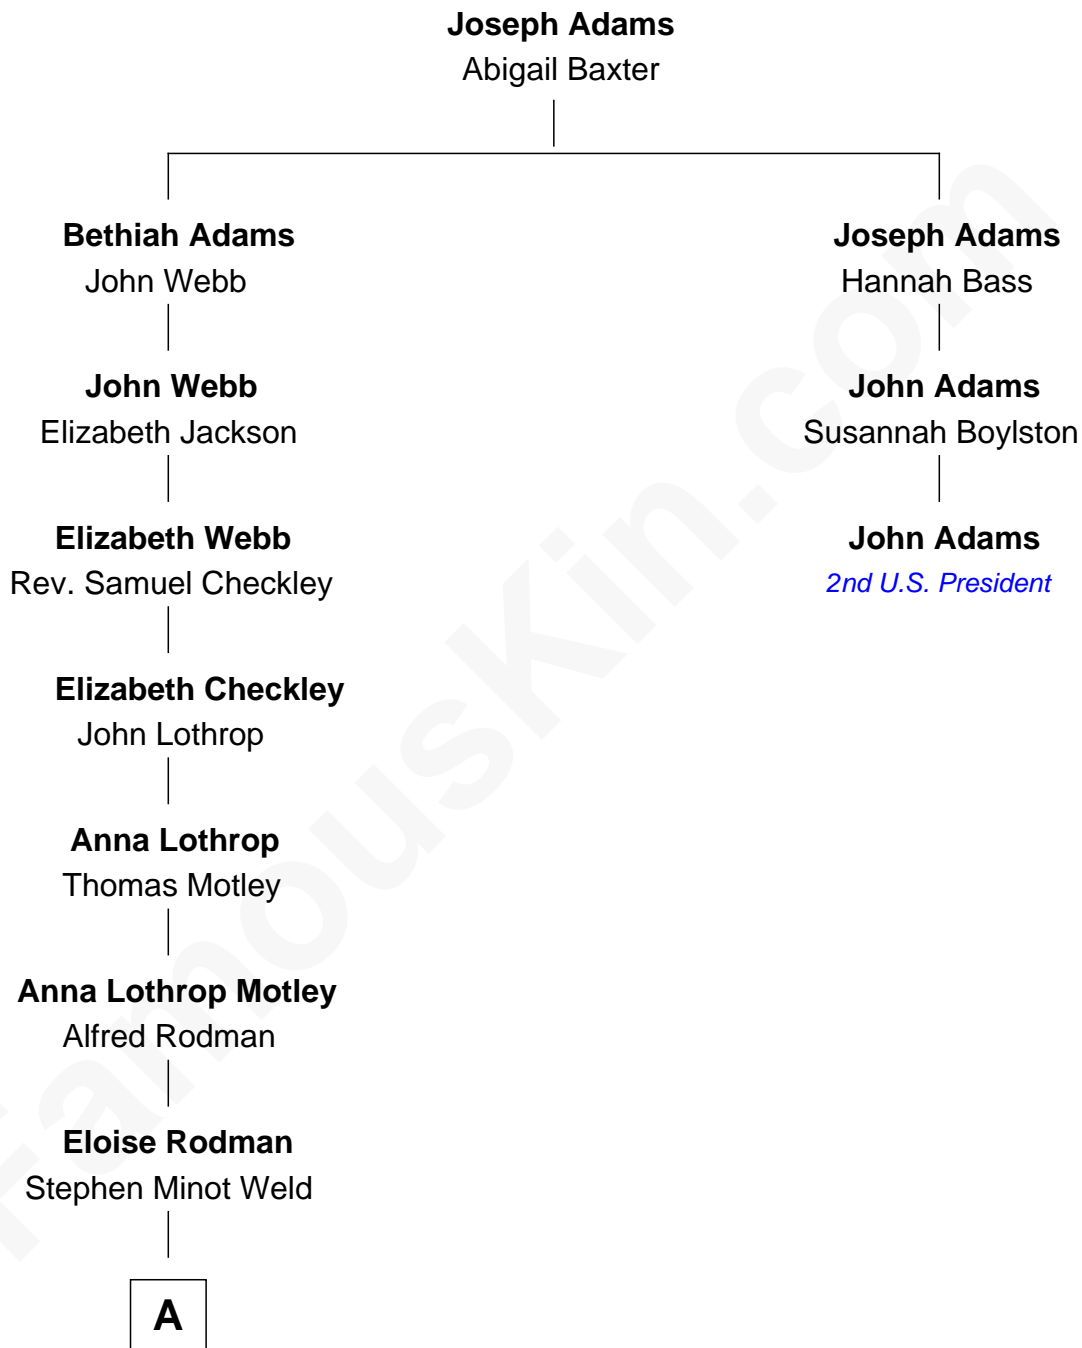 Joseph Adams
Abigail Baxter
Bethiah Adams
John Webb
John Webb
Elizabeth Jackson
Elizabeth Webb
Rev. Samuel Checkley
Elizabeth Checkley
John Lothrop
Anna Lothrop
Thomas Motley
Anna Lothrop Motley
Alfred Rodman
Eloise Rodman
Stephen Minot Weld
A
Joseph Adams
Hannah Bass
John Adams
Susannah Boylston
John Adams
2nd U.S. President
FamousKin.com